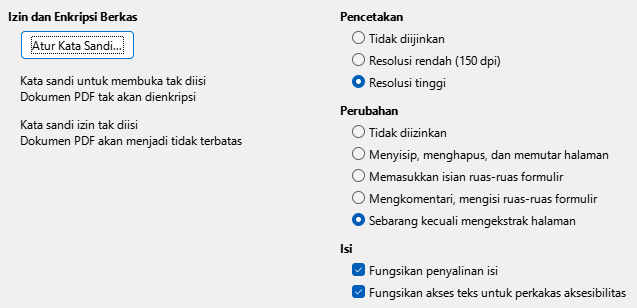 Izin dan Enkripsi Berkas
Atur Kata Sandi...
Kata sandi untuk membuka tak diisi
Dokumen PDF tak akan dienkripsi
Kata sandi izin tak diisi
Dokumen PDF akan menjadi tidak terbatas
Pencetakan
Tidak diijinkan
Resolusi rendah (150 dpi)
Resolusi tinggi
Perubahan
Tidak diizinkan
Menyisip, menghapus, dan memutar halaman
Memasukkan isian ruas-ruas formulir
Mengkomentari, mengisi ruas-ruas formulir
Sebarang kecuali mengekstrak halaman
Isi
Fungsikan penyalinan isi
Fungsikan akses teks untuk perkakas aksesibilitas